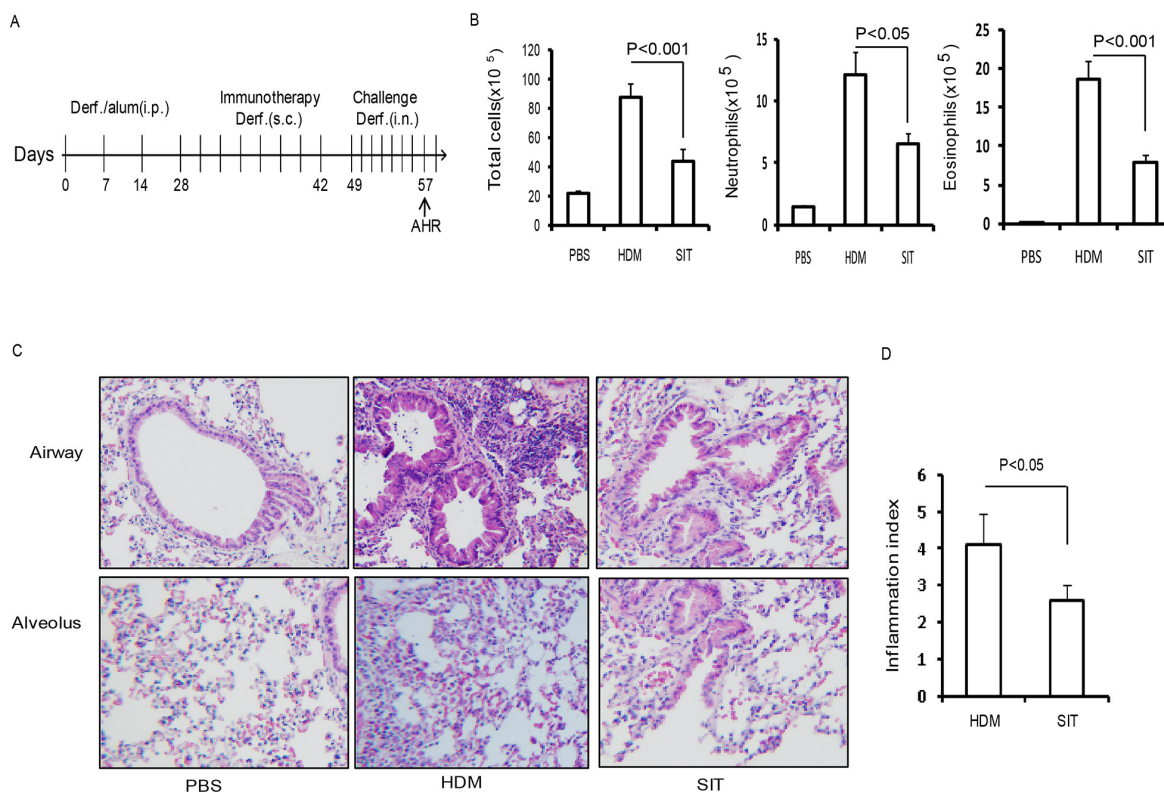 A
Derf./alum(i.p.)
Immunotherapy
Derf.(s.c.)
Challenge
Derf.(i.n.)
Days
0 7 14 28 42 49 57
AHR
B
Total cells(x10 5)
120
100
80
60
40
20
0
P<0.001
PBS HDM SIT
Neutrophils(x10 5)
15
10
5
0
P<0.05
PBS HDM SIT
Eosinophils(x10 5)
25
20
15
10
5
0
P<0.001
PBS HDM SIT
C
Airway
Alveolus
PBS HDM SIT
D
Inflammation index
6
5
4
3
2
1
0
P<0.05
HDM SIT